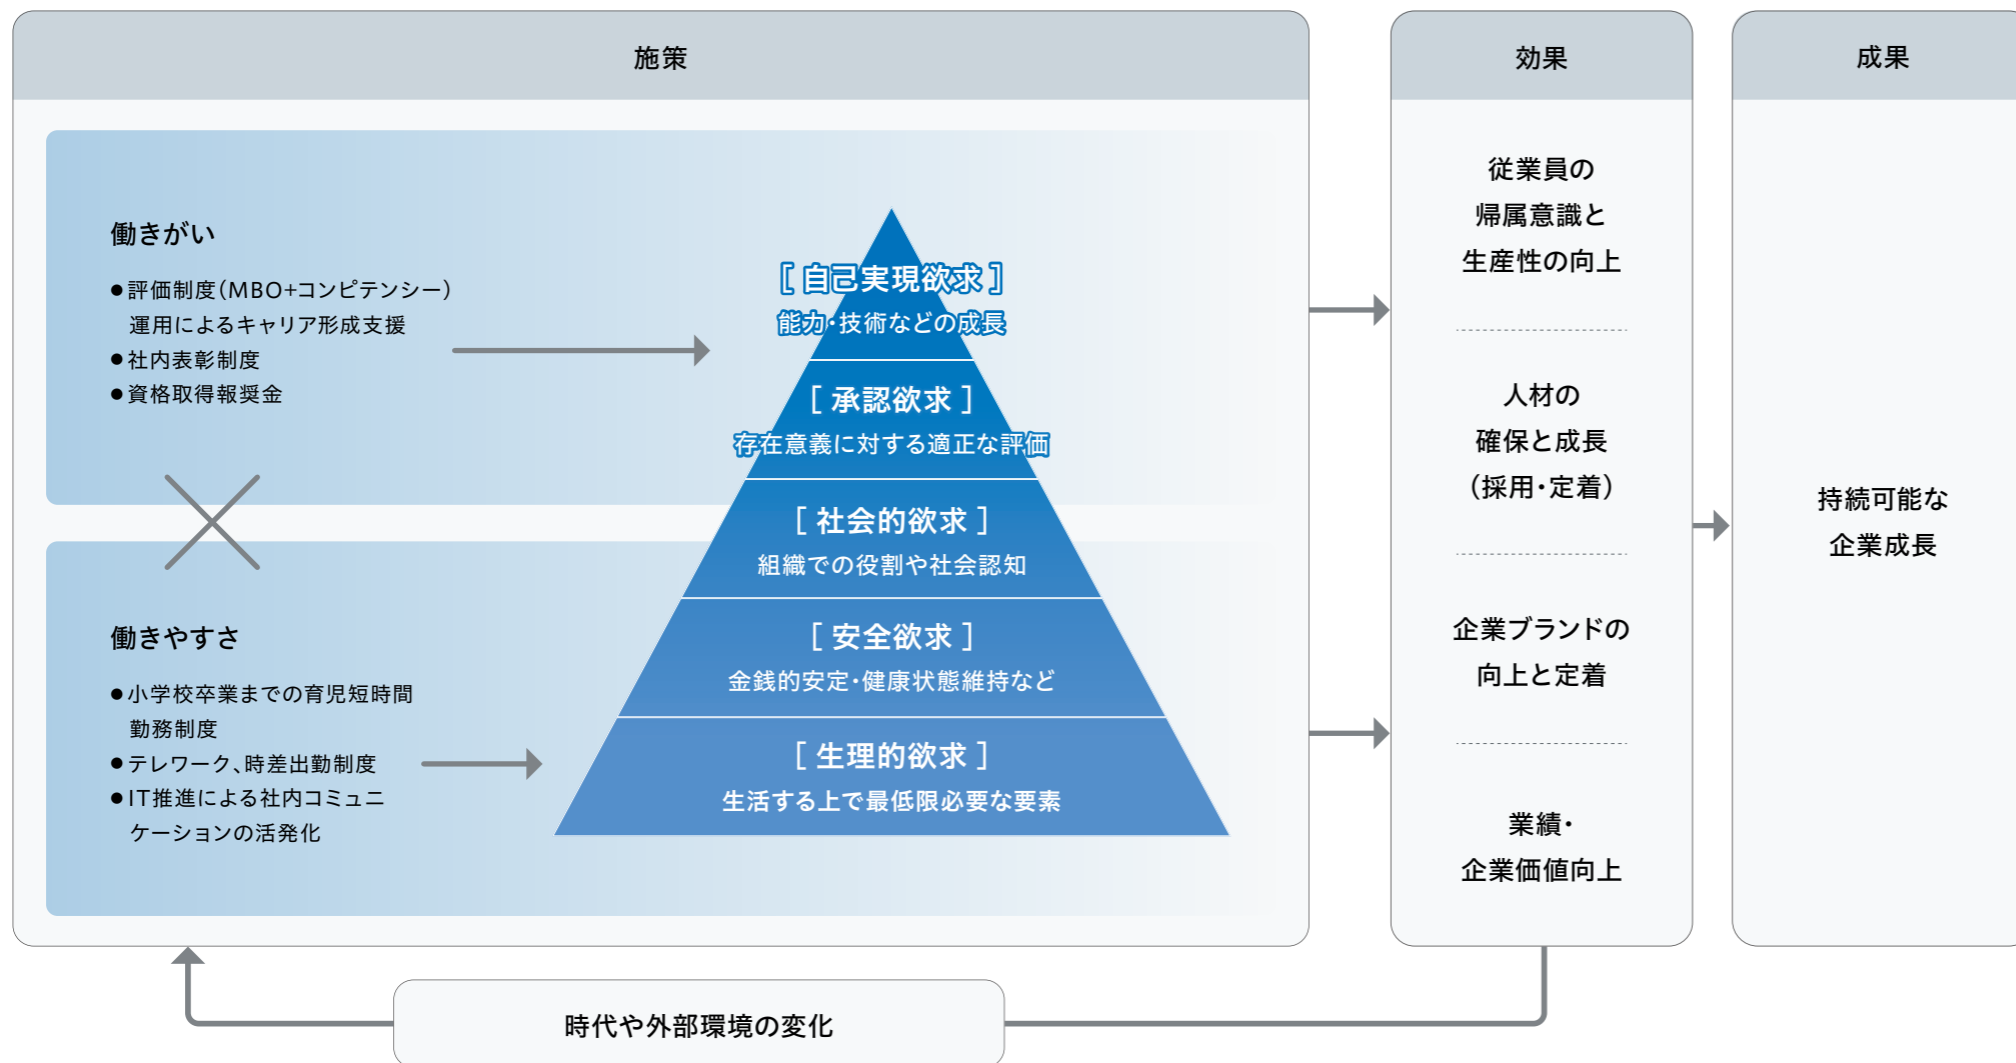 施策
働きがい
●評価制度(MBO+コンピテンシー)
運用によるキャリア形成支援
●社内表彰制度
●資格取得報奨金
働きやすさ
●小学校卒業までの育児短時間
勤務制度
●テレワーク、時差出勤制度
●IT推進による社内コミュニ
ケーションの活発化
[ 自己実現欲求 ]
能力・技術などの成長
[ 承認欲求 ]
存在意義に対する適正な評価
[ 社会的欲求 ]
組織での役割や社会認知
[ 安全欲求 ]
金銭的安定・健康状態維持など
[ 生理的欲求 ]
生活する上で最低限必要な要素
効果
従業員の
帰属意識と
生産性の向上
人材の
確保と成長
(採用・定着)
企業ブランドの
向上と定着
業績・
企業価値向上
成果
持続可能な
企業成長
時代や外部環境の変化